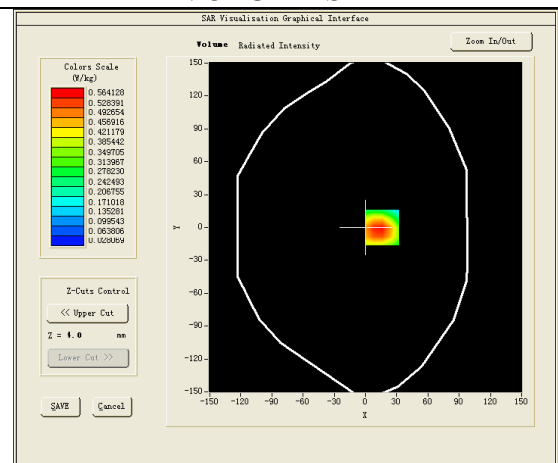 SAR Visualisation Graphical Interface
Volume Radiated Intensity
Zoom In/Out
Colors Scale
(W/kg)
0.564128
0.528391
0.492654
0.456916
0.421179
0.385442
0.349705
0.313967
0.278230
0.242493
0.206755
0.171018
0.135281
0.099543
0.063806
0.028069
Z-Cuts Control
<< Upper Cut
Z = 4.0 mm
Lower Cut >>
SAVE Cancel
150
120
90
60
30
0
-30
-60
-90
-120
-150
Y
-150 -120 -90 -60 -30 0 30 60 90 120 150
X